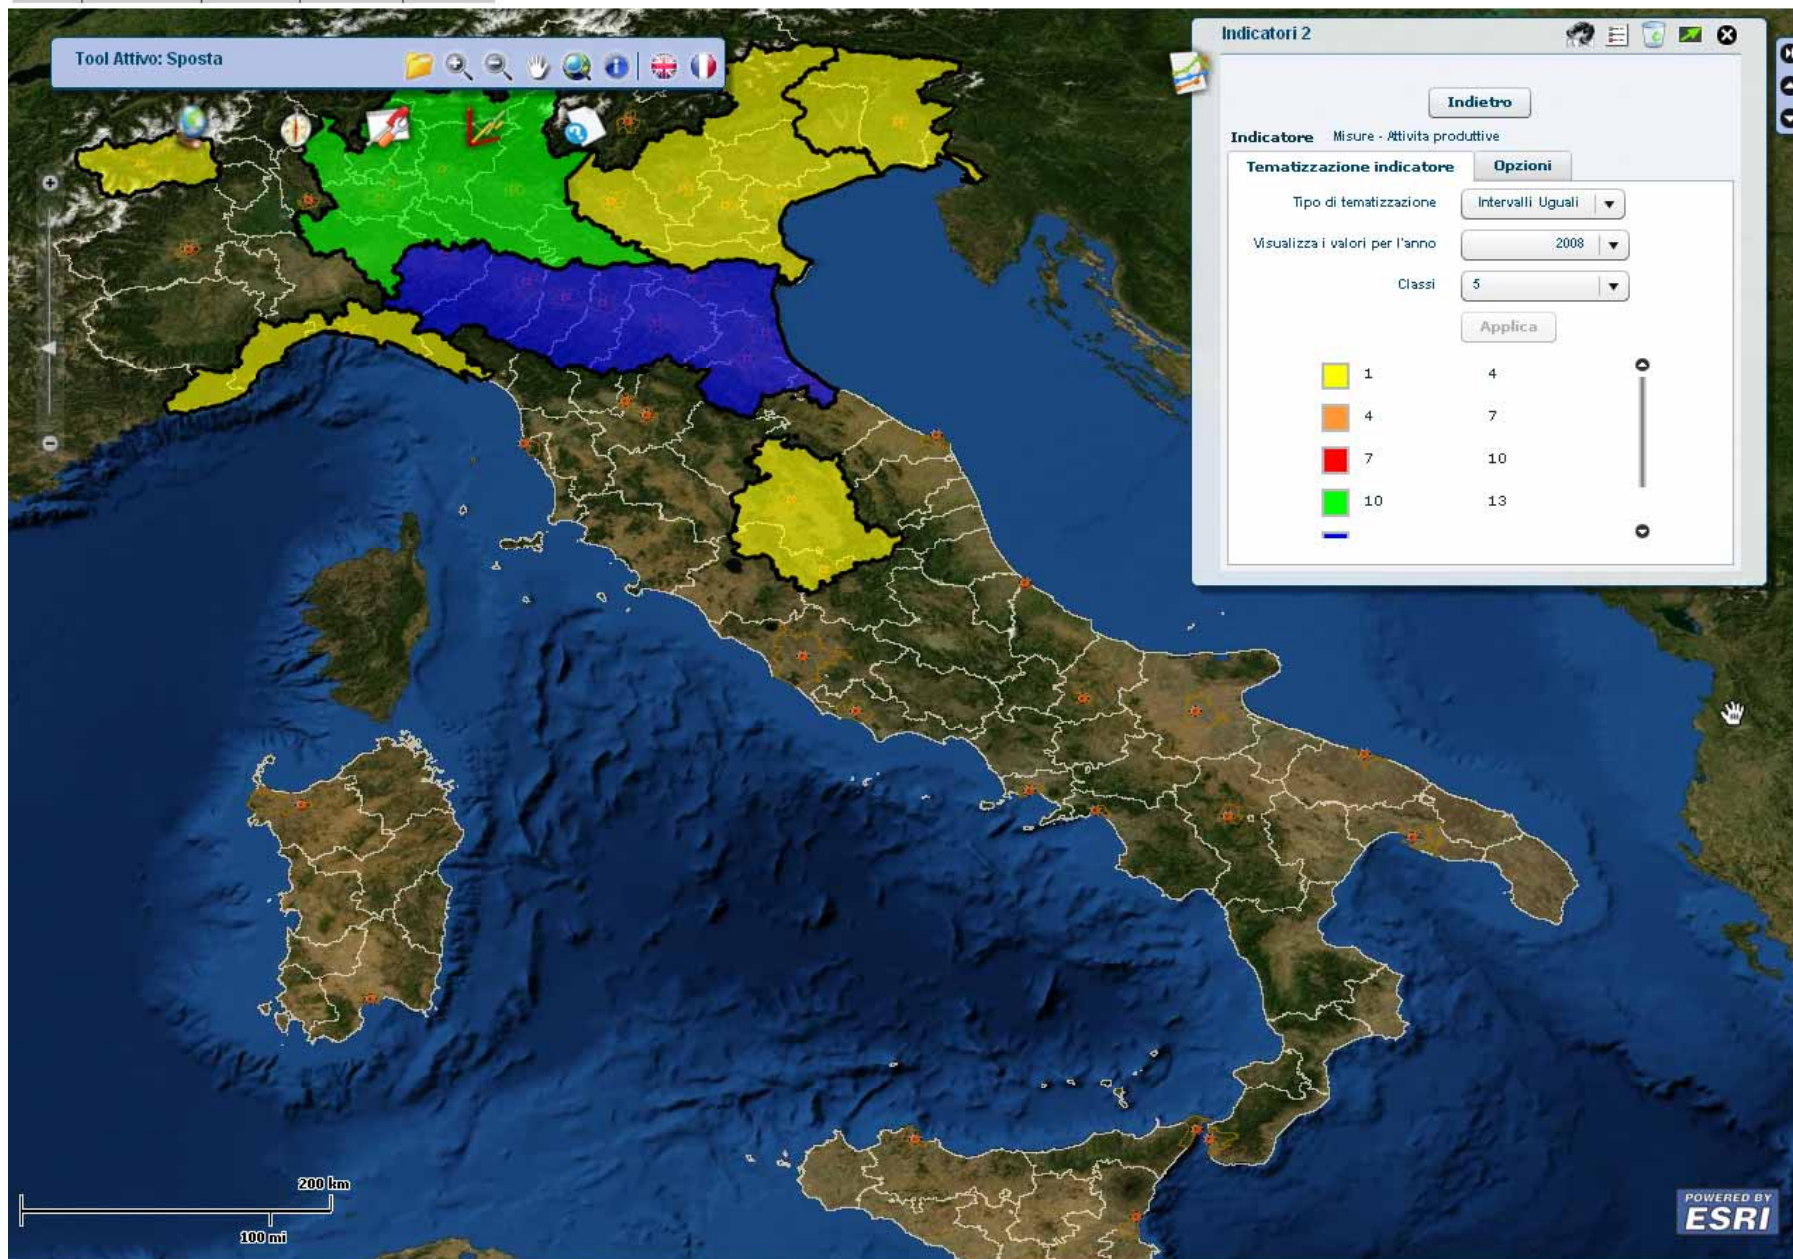 Tool Attivo: Sposta
Indicatori 2
Indietro
Indicatore Misure - Attivita produttive
Tematizzazione indicatore Opzioni
Tipo di tematizzazione Intervalli Uguali
Visualizza i valori per l'anno 2008
Classi 5
Applica
1 4
4 7
7 10
10 13
200 km
100 mi
POWERED BY
ESRI